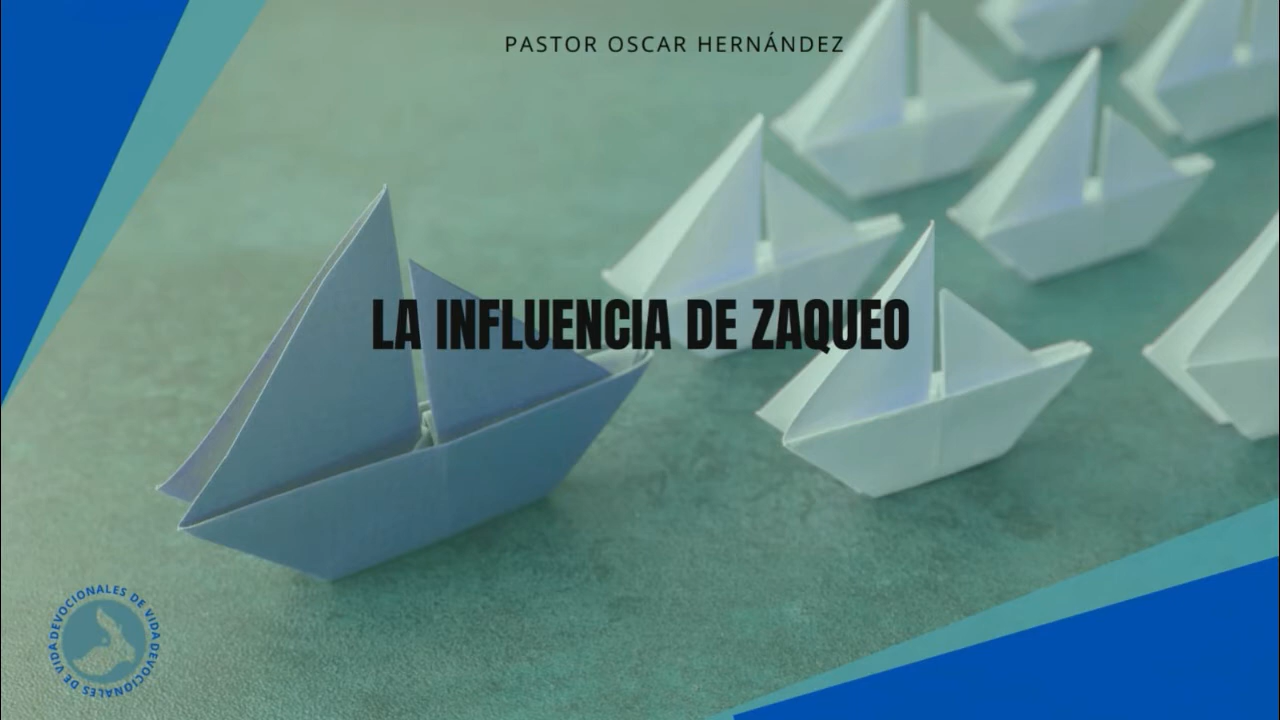 PASTOR OSCAR HERNÁNDEZ
LA INFLUENCIA DE ZAQUEO
DEVOCIONALES DE VIDA DEVOCIONALES DE VIDA